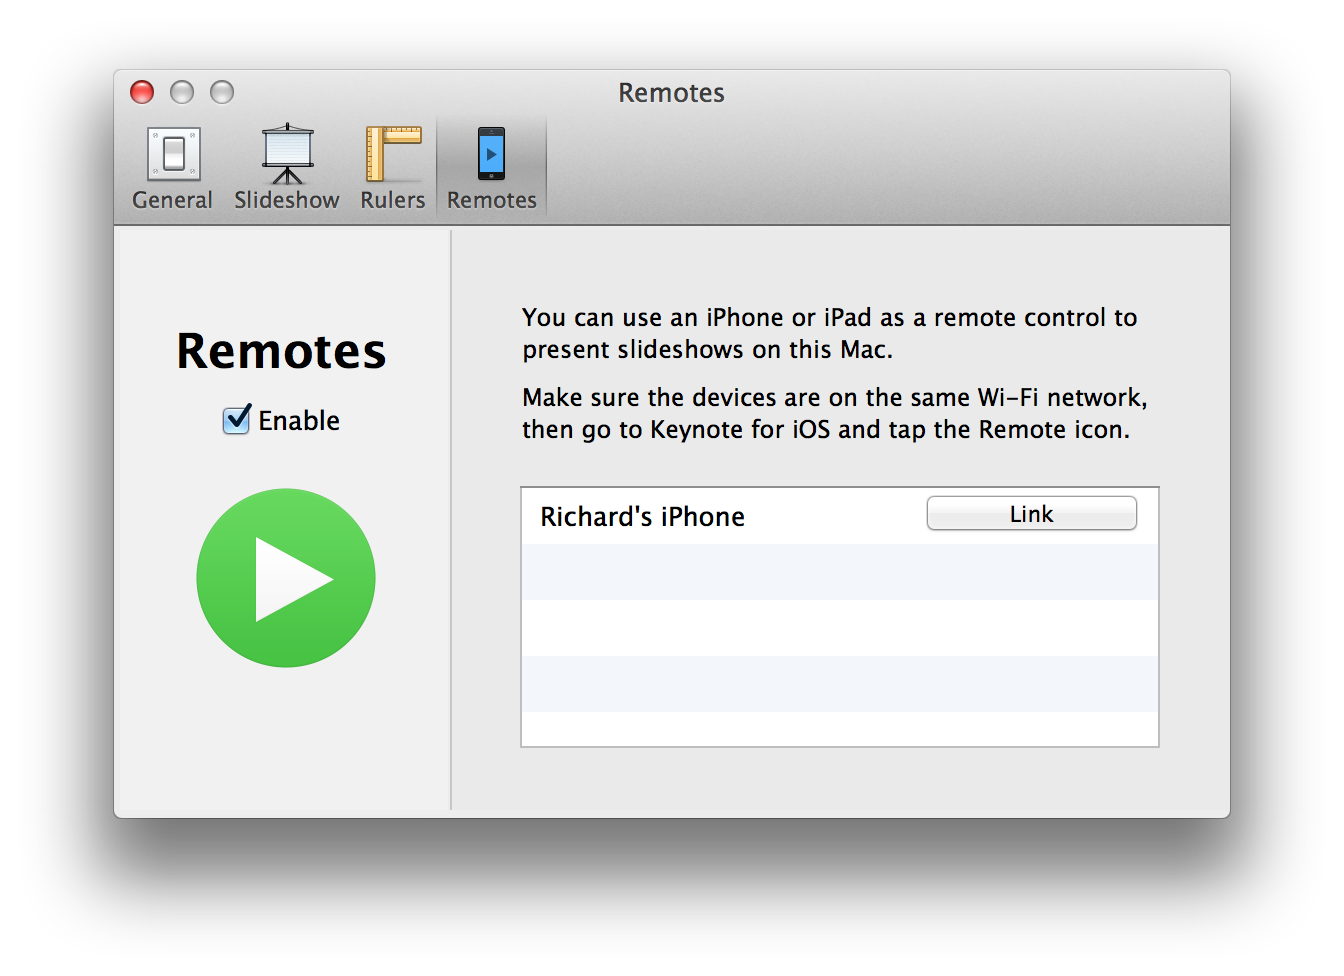 Remotes
General
Slideshow
Rulers
Remotes
Remotes
Enable
You can use an iPhone or iPad as a remote control to
present slideshows on this Mac.
Make sure the devices are on the same Wi-Fi network,
then go to Keynote for iOS and tap the Remote icon.
Richard's iPhone
Link